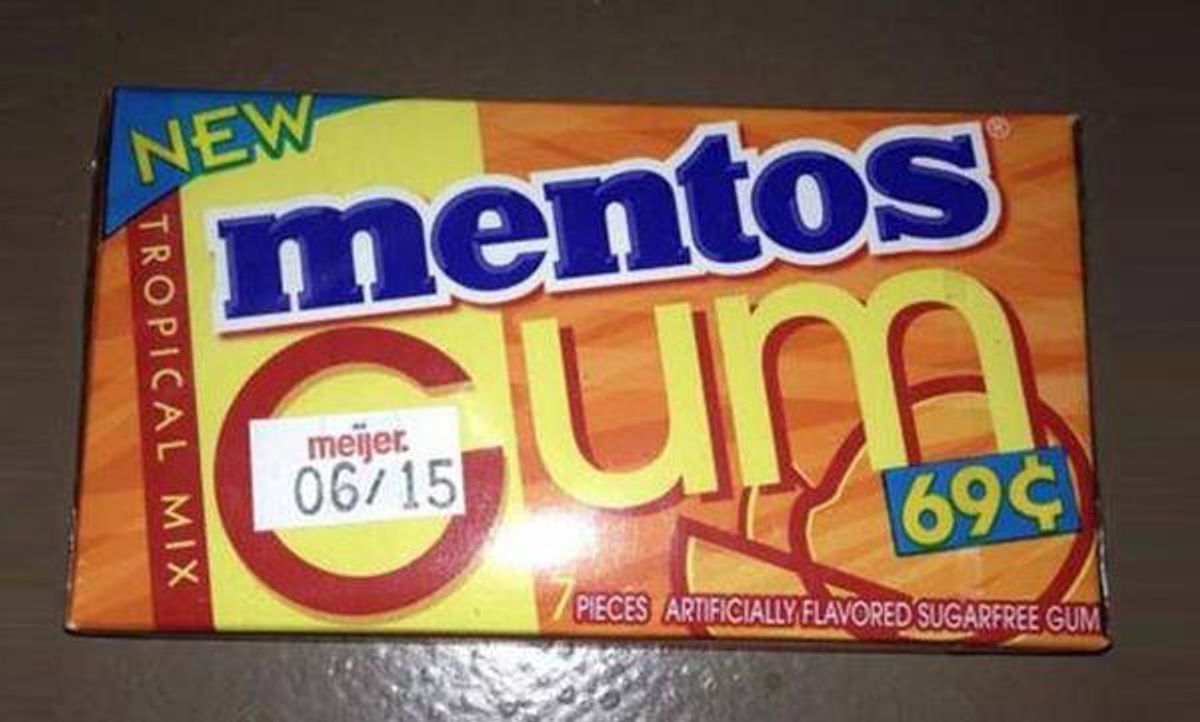 NEW
mentos®
TROPICAL MIX
Gum
meijer.
06/15
69¢
7 PIECES ARTIFICIALLY FLAVORED SUGARFREE GUM